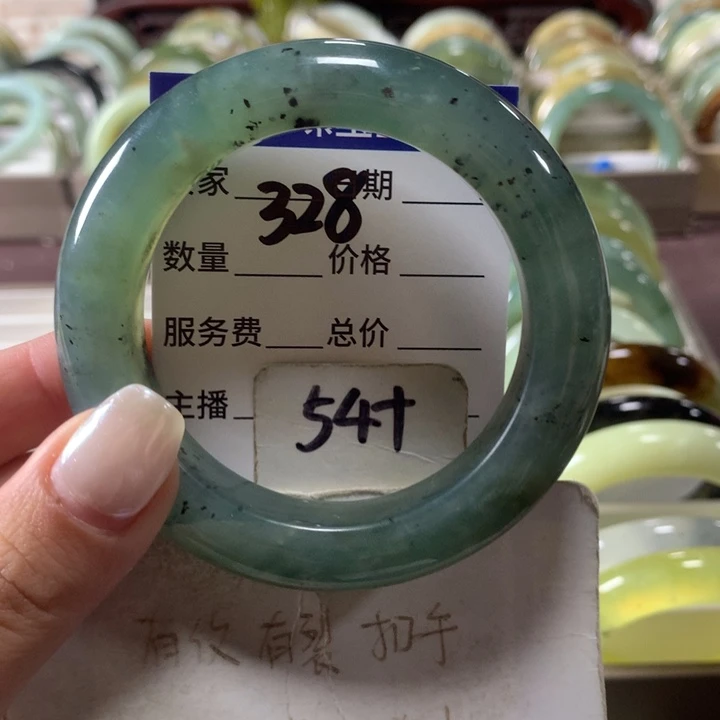 家 328 日期
数量 价格
服务费 总价
主播
54+
有纹 有裂 扣手